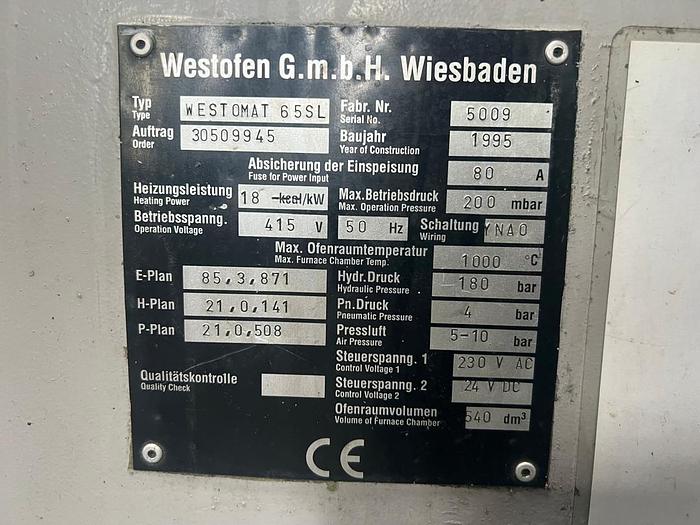 Westofen G.m.b.H. Wiesbaden
Typ WESTOMAT 65SL Fabr. Nr. 5009
Type Serial No.
Auftrag 30509945 Baujahr 1995
Order Year of Construction
Absicherung der Einspeisung 80 A
Fuse for Power Input
Heizungsleistung 18 kcal/kW Max. Betriebsdruck 200 mbar
Heating Power Max. Operation Pressure
Betriebsspanng. 415 V 50 Hz Schaltung YNAO
Operation Voltage Wiring
Max. Ofenraumtemperatur 1000 °C
Max. Furnace Chamber Temp.
E-Plan 85,3,871 Hydr.Druck 180 bar
Hydraulic Pressure
H-Plan 21,0,141 Pn.Druck 4 bar
Pneumatic Pressure
P-Plan 21,0,508 Pressluft 5-10 bar
Air Pressure
Steuerspanng. 1 230 V AC
Control Voltage 1
Qualitätskontrolle Steuerspanng. 2 24 V DC
Quality Check Control Voltage 2
Ofenraumvolumen 540 dm³
Volume of Furnace Chamber
CE